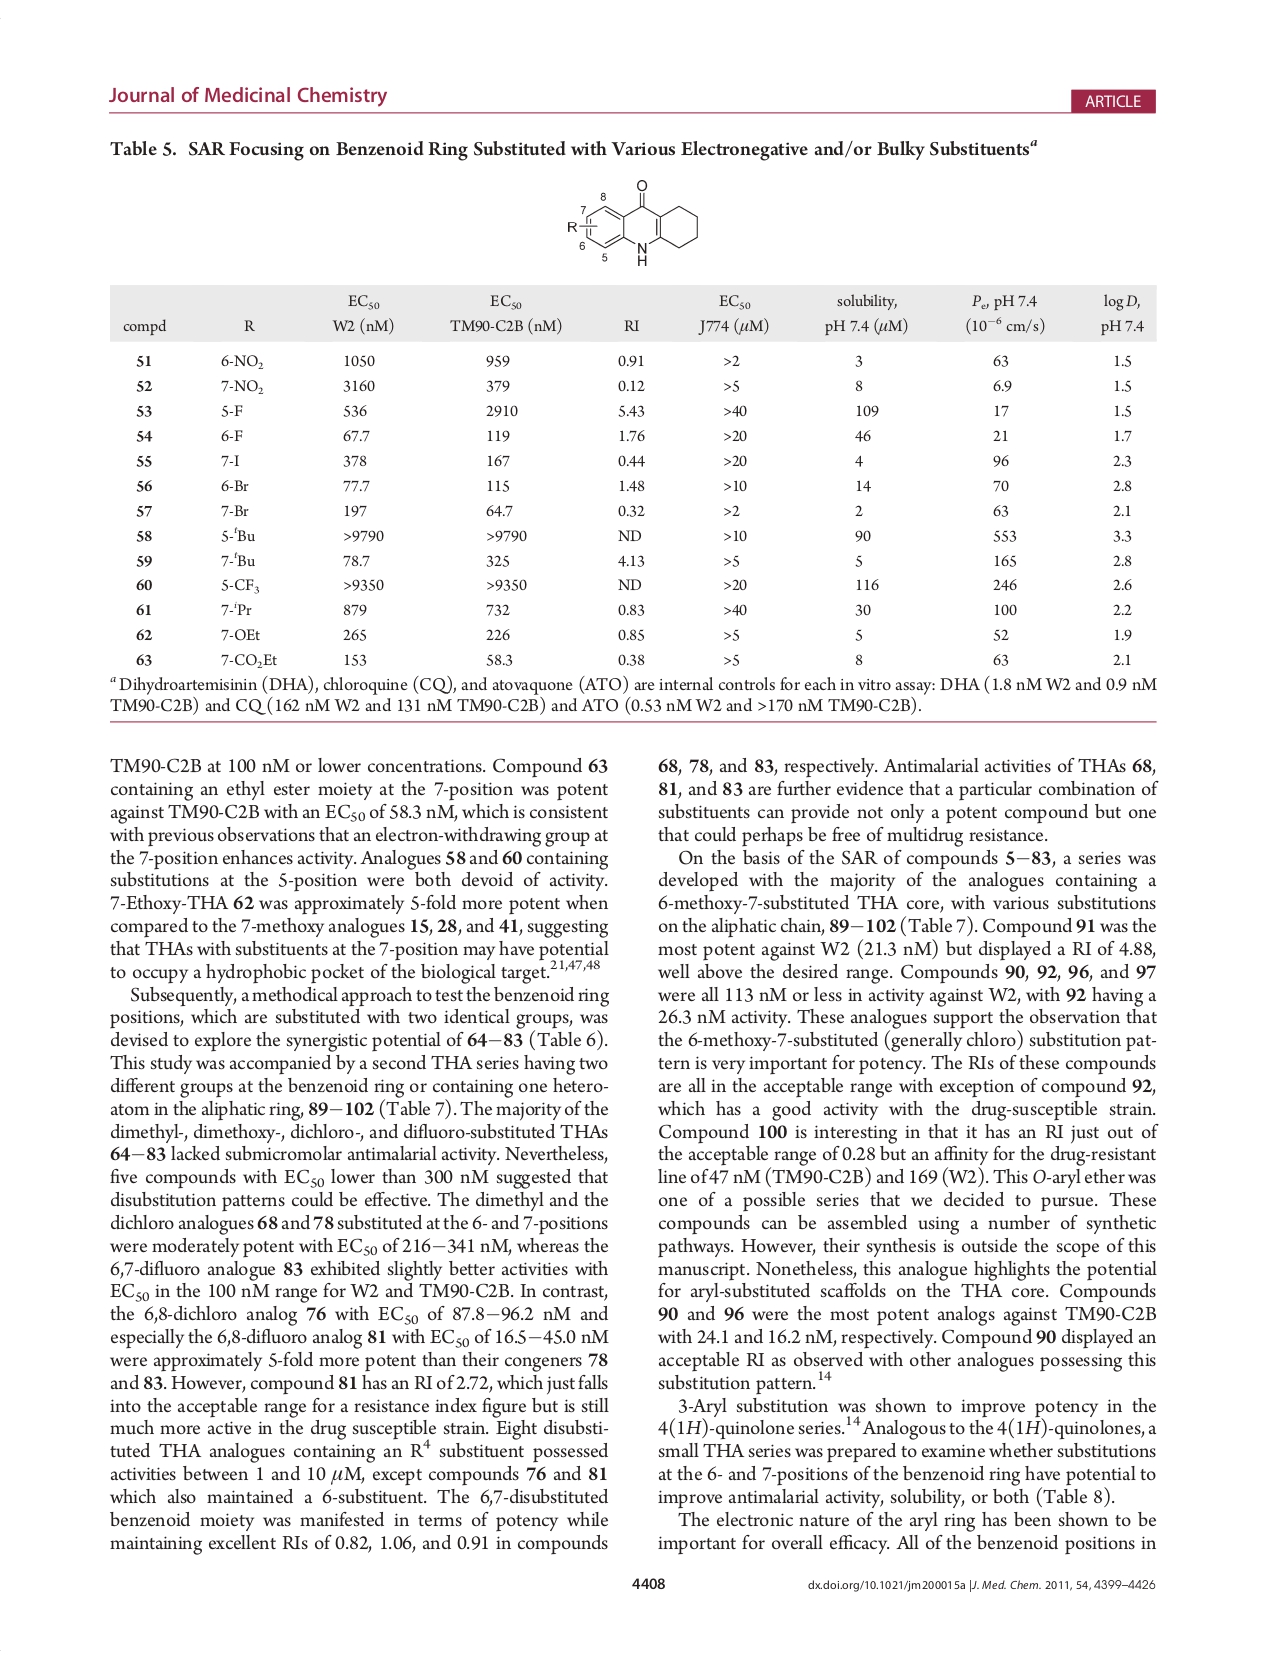 Journal of Medicinal Chemistry
ARTICLE
Table 5. SAR Focusing on Benzenoid Ring Substituted with Various Electronegative and/or Bulky Substituents^a
O
8
7
R
6
5
N
H
compd R EC50 W2 (nM) EC50 TM90-C2B (nM) RI EC50 J774 (μM) solubility, pH 7.4 (μM) Pe, pH 7.4 (10^−6 cm/s) log D, pH 7.4
51 6-NO2 1050 959 0.91 >2 3 63 1.5
52 7-NO2 3160 379 0.12 >5 8 6.9 1.5
53 5-F 536 2910 5.43 >40 109 17 1.5
54 6-F 67.7 119 1.76 >20 46 21 1.7
55 7-I 378 167 0.44 >20 4 96 2.3
56 6-Br 77.7 115 1.48 >10 14 70 2.8
57 7-Br 197 64.7 0.32 >2 2 63 2.1
58 5-^tBu >9790 >9790 ND >10 90 553 3.3
59 7-^tBu 78.7 325 4.13 >5 5 165 2.8
60 5-CF3 >9350 >9350 ND >20 116 246 2.6
61 7-^iPr 879 732 0.83 >40 30 100 2.2
62 7-OEt 265 226 0.85 >5 5 52 1.9
63 7-CO2Et 153 58.3 0.38 >5 8 63 2.1
^a Dihydroartemisinin (DHA), chloroquine (CQ), and atovaquone (ATO) are internal controls for each in vitro assay: DHA (1.8 nM W2 and 0.9 nM
TM90-C2B) and CQ (162 nM W2 and 131 nM TM90-C2B) and ATO (0.53 nM W2 and >170 nM TM90-C2B).
TM90-C2B at 100 nM or lower concentrations. Compound 63
containing an ethyl ester moiety at the 7-position was potent
against TM90-C2B with an EC50 of 58.3 nM, which is consistent
with previous observations that an electron-withdrawing group at
the 7-position enhances activity. Analogues 58 and 60 containing
substitutions at the 5-position were both devoid of activity.
7-Ethoxy-THA 62 was approximately 5-fold more potent when
compared to the 7-methoxy analogues 15, 28, and 41, suggesting
that THAs with substituents at the 7-position may have potential
to occupy a hydrophobic pocket of the biological target.^21,47,48
Subsequently, a methodical approach to test the benzenoid ring
positions, which are substituted with two identical groups, was
devised to explore the synergistic potential of 64−83 (Table 6).
This study was accompanied by a second THA series having two
different groups at the benzenoid ring or containing one hetero-
atom in the aliphatic ring, 89−102 (Table 7). The majority of the
dimethyl-, dimethoxy-, dichloro-, and difluoro-substituted THAs
64−83 lacked submicromolar antimalarial activity. Nevertheless,
five compounds with EC50 lower than 300 nM suggested that
disubstitution patterns could be effective. The dimethyl and the
dichloro analogues 68 and 78 substituted at the 6- and 7-positions
were moderately potent with EC50 of 216−341 nM, whereas the
6,7-difluoro analogue 83 exhibited slightly better activities with
EC50 in the 100 nM range for W2 and TM90-C2B. In contrast,
the 6,8-dichloro analog 76 with EC50 of 87.8−96.2 nM and
especially the 6,8-difluoro analog 81 with EC50 of 16.5−45.0 nM
were approximately 5-fold more potent than their congeners 78
and 83. However, compound 81 has an RI of 2.72, which just falls
into the acceptable range for a resistance index figure but is still
much more active in the drug susceptible strain. Eight disubsti-
tuted THA analogues containing an R^4 substituent possessed
activities between 1 and 10 μM, except compounds 76 and 81
which also maintained a 6-substituent. The 6,7-disubstituted
benzenoid moiety was manifested in terms of potency while
maintaining excellent RIs of 0.82, 1.06, and 0.91 in compounds
68, 78, and 83, respectively. Antimalarial activities of THAs 68,
81, and 83 are further evidence that a particular combination of
substituents can provide not only a potent compound but one
that could perhaps be free of multidrug resistance.
On the basis of the SAR of compounds 5−83, a series was
developed with the majority of the analogues containing a
6-methoxy-7-substituted THA core, with various substitutions
on the aliphatic chain, 89−102 (Table 7). Compound 91 was the
most potent against W2 (21.3 nM) but displayed a RI of 4.88,
well above the desired range. Compounds 90, 92, 96, and 97
were all 113 nM or less in activity against W2, with 92 having a
26.3 nM activity. These analogues support the observation that
the 6-methoxy-7-substituted (generally chloro) substitution pat-
tern is very important for potency. The RIs of these compounds
are all in the acceptable range with exception of compound 92,
which has a good activity with the drug-susceptible strain.
Compound 100 is interesting in that it has an RI just out of
the acceptable range of 0.28 but an affinity for the drug-resistant
line of 47 nM (TM90-C2B) and 169 (W2). This O-aryl ether was
one of a possible series that we decided to pursue. These
compounds can be assembled using a number of synthetic
pathways. However, their synthesis is outside the scope of this
manuscript. Nonetheless, this analogue highlights the potential
for aryl-substituted scaffolds on the THA core. Compounds
90 and 96 were the most potent analogs against TM90-C2B
with 24.1 and 16.2 nM, respectively. Compound 90 displayed an
acceptable RI as observed with other analogues possessing this
substitution pattern.^14
3-Aryl substitution was shown to improve potency in the
4(1H)-quinolone series.^14 Analogous to the 4(1H)-quinolones, a
small THA series was prepared to examine whether substitutions
at the 6- and 7-positions of the benzenoid ring have potential to
improve antimalarial activity, solubility, or both (Table 8).
The electronic nature of the aryl ring has been shown to be
important for overall efficacy. All of the benzenoid positions in
4408
dx.doi.org/10.1021/jm200015a |J. Med. Chem. 2011, 54, 4399–4426